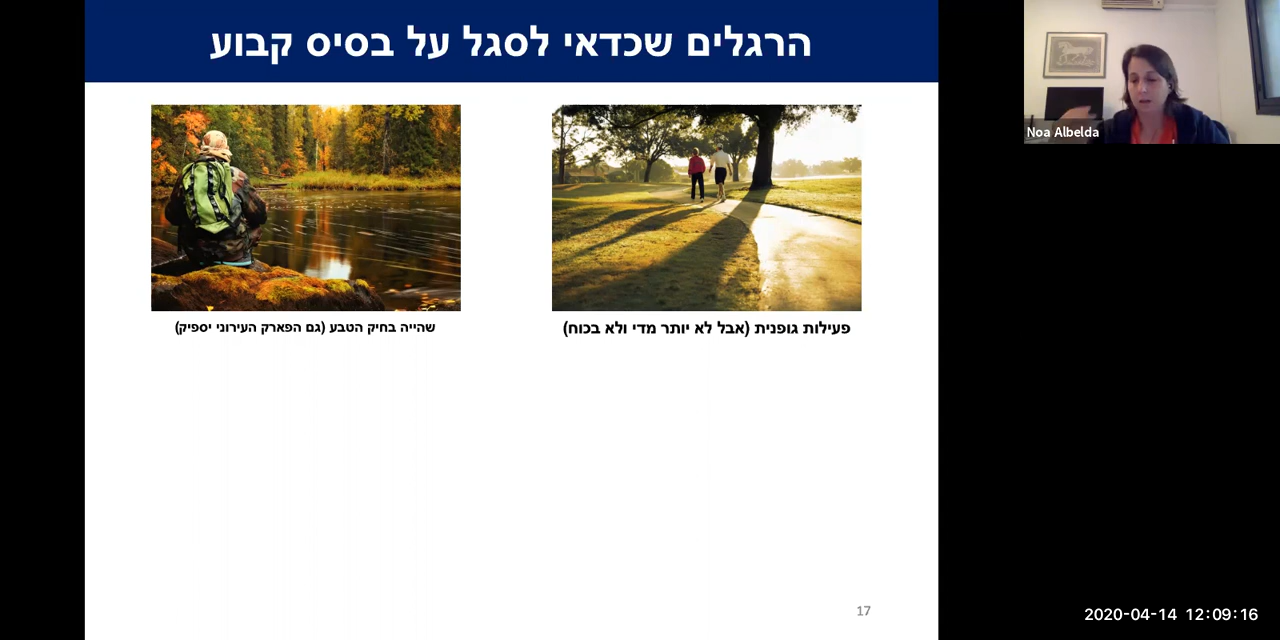 הרגלים שכדאי לסגל על בסיס קבוע
Noa Albelda
פעילות גופנית (אבל לא יותר מדי ולא בכוח)
שהייה בחיק הטבע (גם הפארק העירוני יספיק)
17
2020-04-14 12:09:16